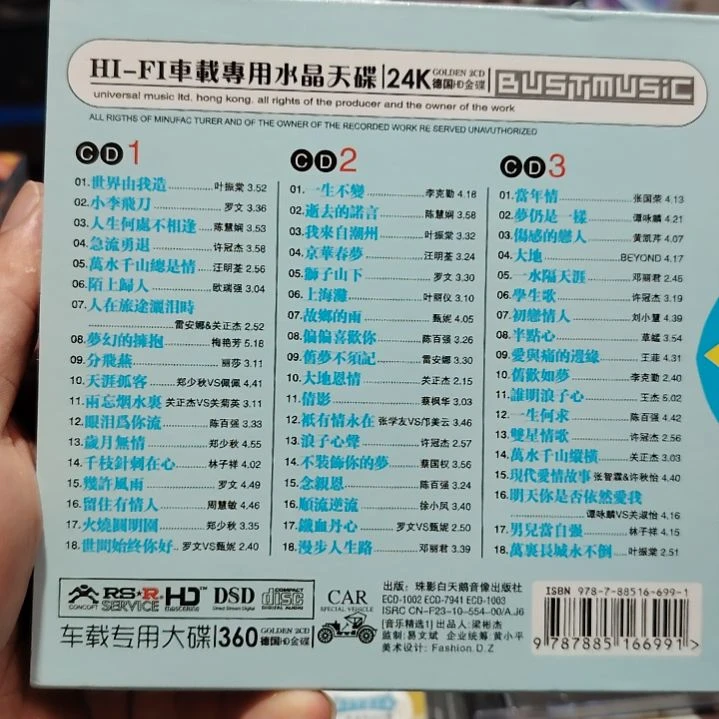 HI-FI車載專用水晶天碟 24K GOLDEN 2CD 德国HD金碟 BUSTMUSIC
universal music ltd. hong kong. all rights of the producer and the owner of the work
ALL RIGTHS OF MINUFAC TURER AND OF THE OWNER OF THE RECORDED WORK RE SERVED UNAVUTHORIZED
CD1
01.世界由我造..........叶振棠 3.52
02.小李飛刀..........罗文 3.36
03.人生何處不相逢....陈慧娴 3.53
04.急流勇退..........许冠杰 3.58
05.萬水千山總是情....汪明荃 2.56
06.陌上歸人..........欧瑞强 3.04
07.人在旅途灑淚時
..........雷安娜&关正杰 2.52
08.夢幻的擁抱........梅艳芳 5.18
09.分飛燕..........丽莎 3.11
10.天涯孤客......郑少秋VS佩佩 4.41
11.兩忘烟水裏 关正杰VS关菊英 3.11
12.眼泪爲你流........陈百强 3.33
13.歲月無情..........郑少秋 4.55
14.千枝針刺在心......林子祥 4.02
15.幾許風雨..........罗文 4.49
16.留住有情人........周慧敏 4.46
17.火燒圓明園........郑少秋 3.35
18.世間始終你好..罗文VS甄妮 2.40
CD2
01.一生不變..........李克勤 4.18
02.逝去的諾言........陈慧娴 3.58
03.我來自潮州........叶振棠 3.32
04.京華春夢..........汪明荃 3.24
05.獅子山下..........罗文 3.30
06.上海灘..........叶丽仪 3.10
07.故鄉的雨..........甄妮 4.05
08.偏偏喜歡你........陈百强 3.26
09.舊夢不須記........雷安娜 3.30
10.大地恩情..........关正杰 2.15
11.倩影..........蔡枫华 3.03
12.衹有情永在 张学友VS邝美云 3.46
13.浪子心聲..........许冠杰 2.57
14.不裝飾你的夢......蔡国权 3.56
15.念親恩..........陈百强 3.24
16.順流逆流..........徐小凤 3.40
17.鐵血丹心......罗文VS甄妮 2.50
18.漫步人生路........邓丽君 3.39
CD3
01.當年情..........张国荣 4.13
02.夢仍是一樣........谭咏麟 4.21
03.傷感的戀人........黄凯芹 4.07
04.大地..........BEYOND 4.17
05.一水隔天涯........邓丽君 2.45
06.學生歌..........许冠杰 3.19
07.初戀情人..........刘小慧 4.39
08.半點心..........草蜢 3.54
09.愛與痛的邊緣......王菲 4.31
10.舊歡如夢..........李克勤 2.40
11.誰明浪子心........王杰 5.02
12.一生何求..........陈百强 4.42
13.雙星情歌..........许冠杰 2.56
14.萬水千山縱橫......关正杰 3.03
15.現代愛情故事 张智霖&许秋怡 4.40
16.明天你是否依然愛我
..........谭咏麟VS关淑怡 4.16
17.男兒當自强........林子祥 4.15
18.萬裏長城永不倒....叶振棠 2.51
CONCOFT RS★R. SERVICE HD™ MASTERING DSD Direct Stream Digital COMPACT disc DIGITAL AUDIO CAR SPECIAL VEHICLE
车载专用大碟 360 GOLDEN 2CD 德国HD金碟
出版：珠影白天鹅音像出版社
ECD-1002 ECD-7941 ECD-1003
ISRC CN-F23-10-554-00/A.J6
[音乐精选1] 出品人：梁彬杰
监制：易文斌 企业统筹：黄小平
美术设计：Fashion.D.Z
ISBN 978-7-88516-699-1
9 787885 166991 >